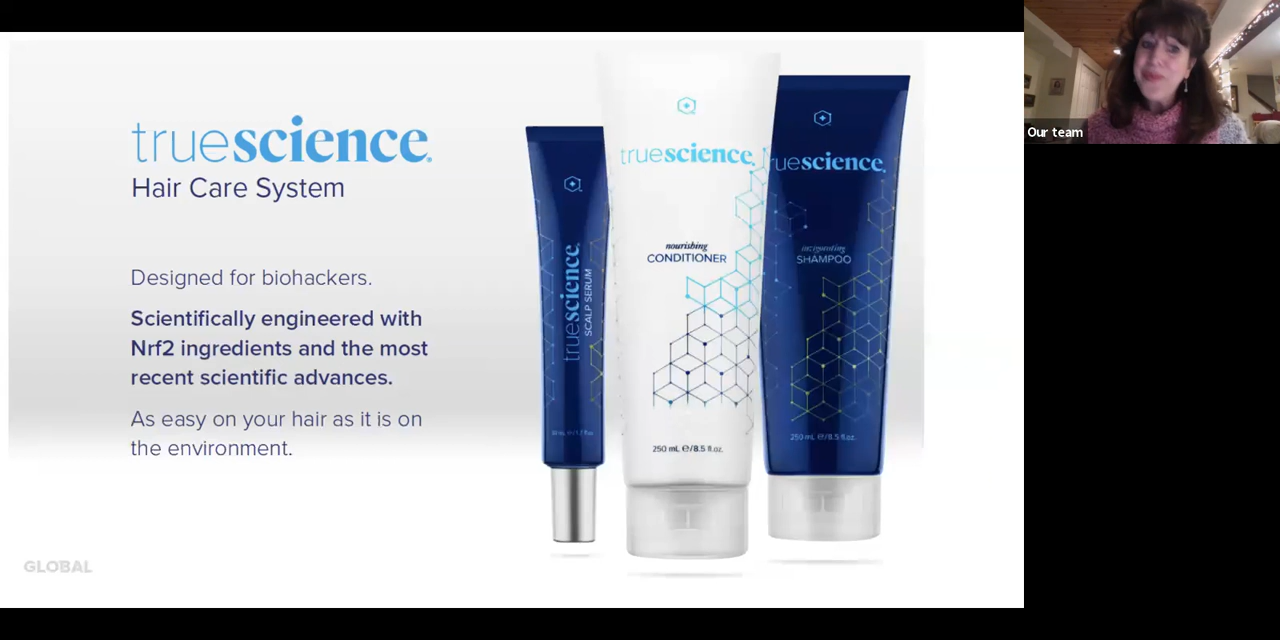 truescience.
Hair Care System
Designed for biohackers.
Scientifically engineered with
Nrf2 ingredients and the most
recent scientific advances.
As easy on your hair as it is on
the environment.
GLOBAL
truescience.
SCALP SERUM
truescience.
nourishing
CONDITIONER
250 mL ℮/8.5 fl.oz.
ruescience.
invigorating
SHAMPOO
250 mL ℮/8.5 fl.oz.
Our team